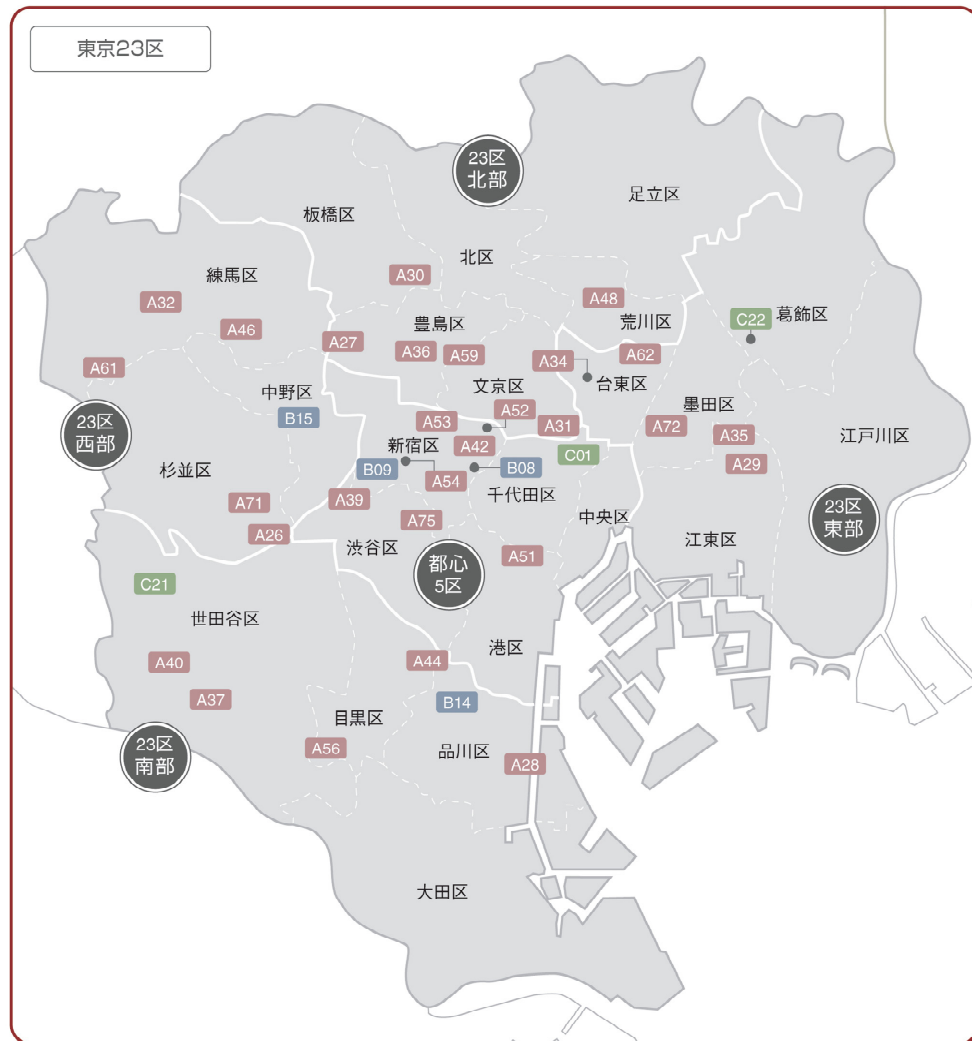 東京23区
23区
北部
足立区
板橋区
北区
練馬区
A30
A32
A48
葛飾区
C22
荒川区
豊島区
A46
A27
A36
A59
A34
A62
A61
台東区
文京区
中野区
墨田区
A52
B15
A53
A31
A72
A35
23区
西部
江戸川区
新宿区
A42
C01
A29
杉並区
B09
B08
A54
千代田区
A39
A71
中央区
23区
東部
A75
A26
渋谷区
江東区
A51
都心
5区
C21
世田谷区
港区
A40
A44
A37
B14
目黒区
23区
南部
A56
品川区
A28
大田区